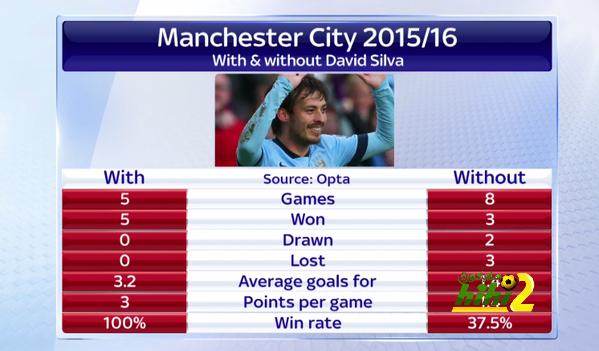 Manchester City 2015/16
With & without David Silva
With Source: Opta Without
5 Games 8
5 Won 3
0 Drawn 2
0 Lost 3
3.2 Average goals for
3 Points per game
100% Win rate 37.5%
hihi2